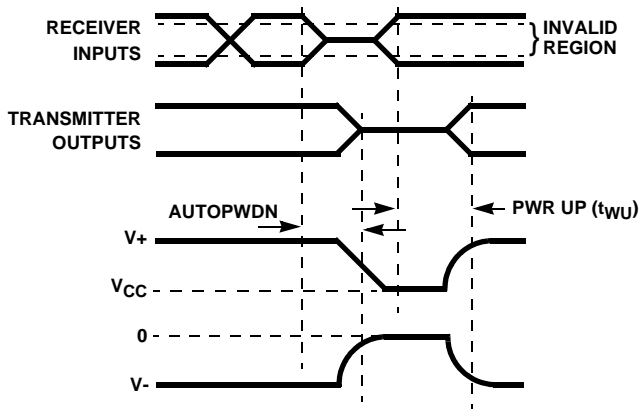 RECEIVER
INPUTS
} INVALID
REGION
TRANSMITTER
OUTPUTS
AUTOPWDN
PWR UP (tWU)
V+
VCC
0
V-